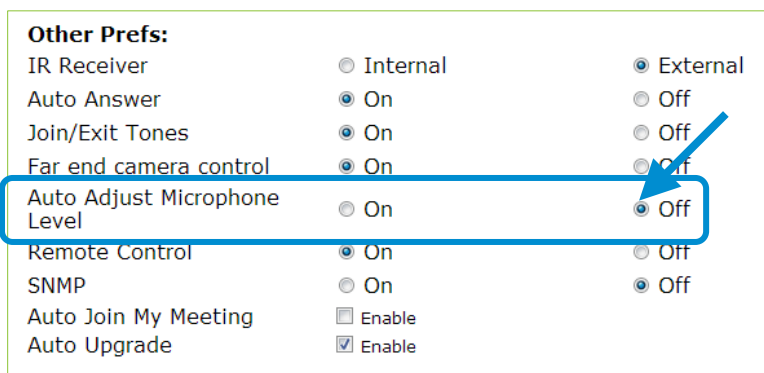 Other Prefs:
IR Receiver Internal External
Auto Answer On Off
Join/Exit Tones On Off
Far end camera control On Off
Auto Adjust Microphone
Level On Off
Remote Control On Off
SNMP On Off
Auto Join My Meeting Enable
Auto Upgrade Enable